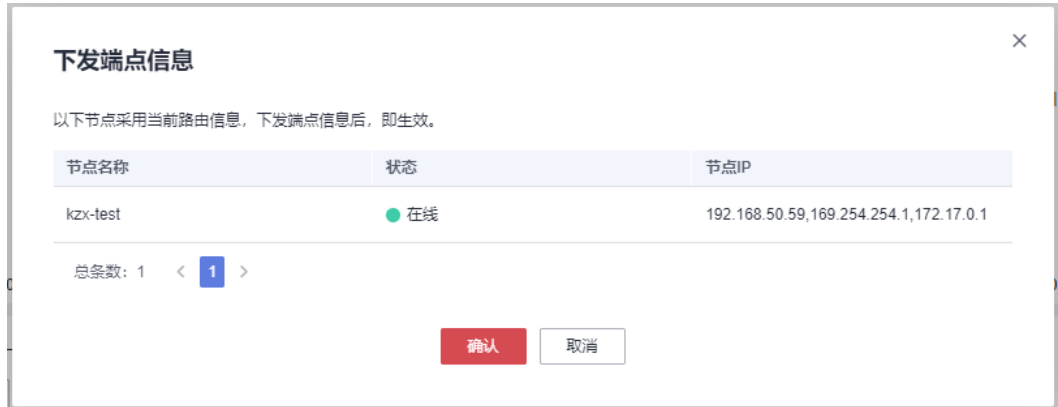 下发端点信息
以下节点采用当前路由信息，下发端点信息后，即生效。
节点名称 状态 节点IP
kzx-test 在线 192.168.50.59,169.254.254.1,172.17.0.1
总条数：1 < 1 >
确认 取消